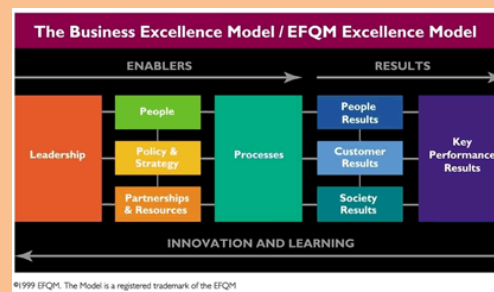 The Business Excellence Model / EFQM Excellence Model
ENABLERS
RESULTS
Leadership
People
Policy &
Strategy
Partnerships
& Resources
Processes
People
Results
Customer
Results
Society
Results
Key
Performance
Results
INNOVATION AND LEARNING
©1999 EFQM. The Model is a registered trademark of the EFQM